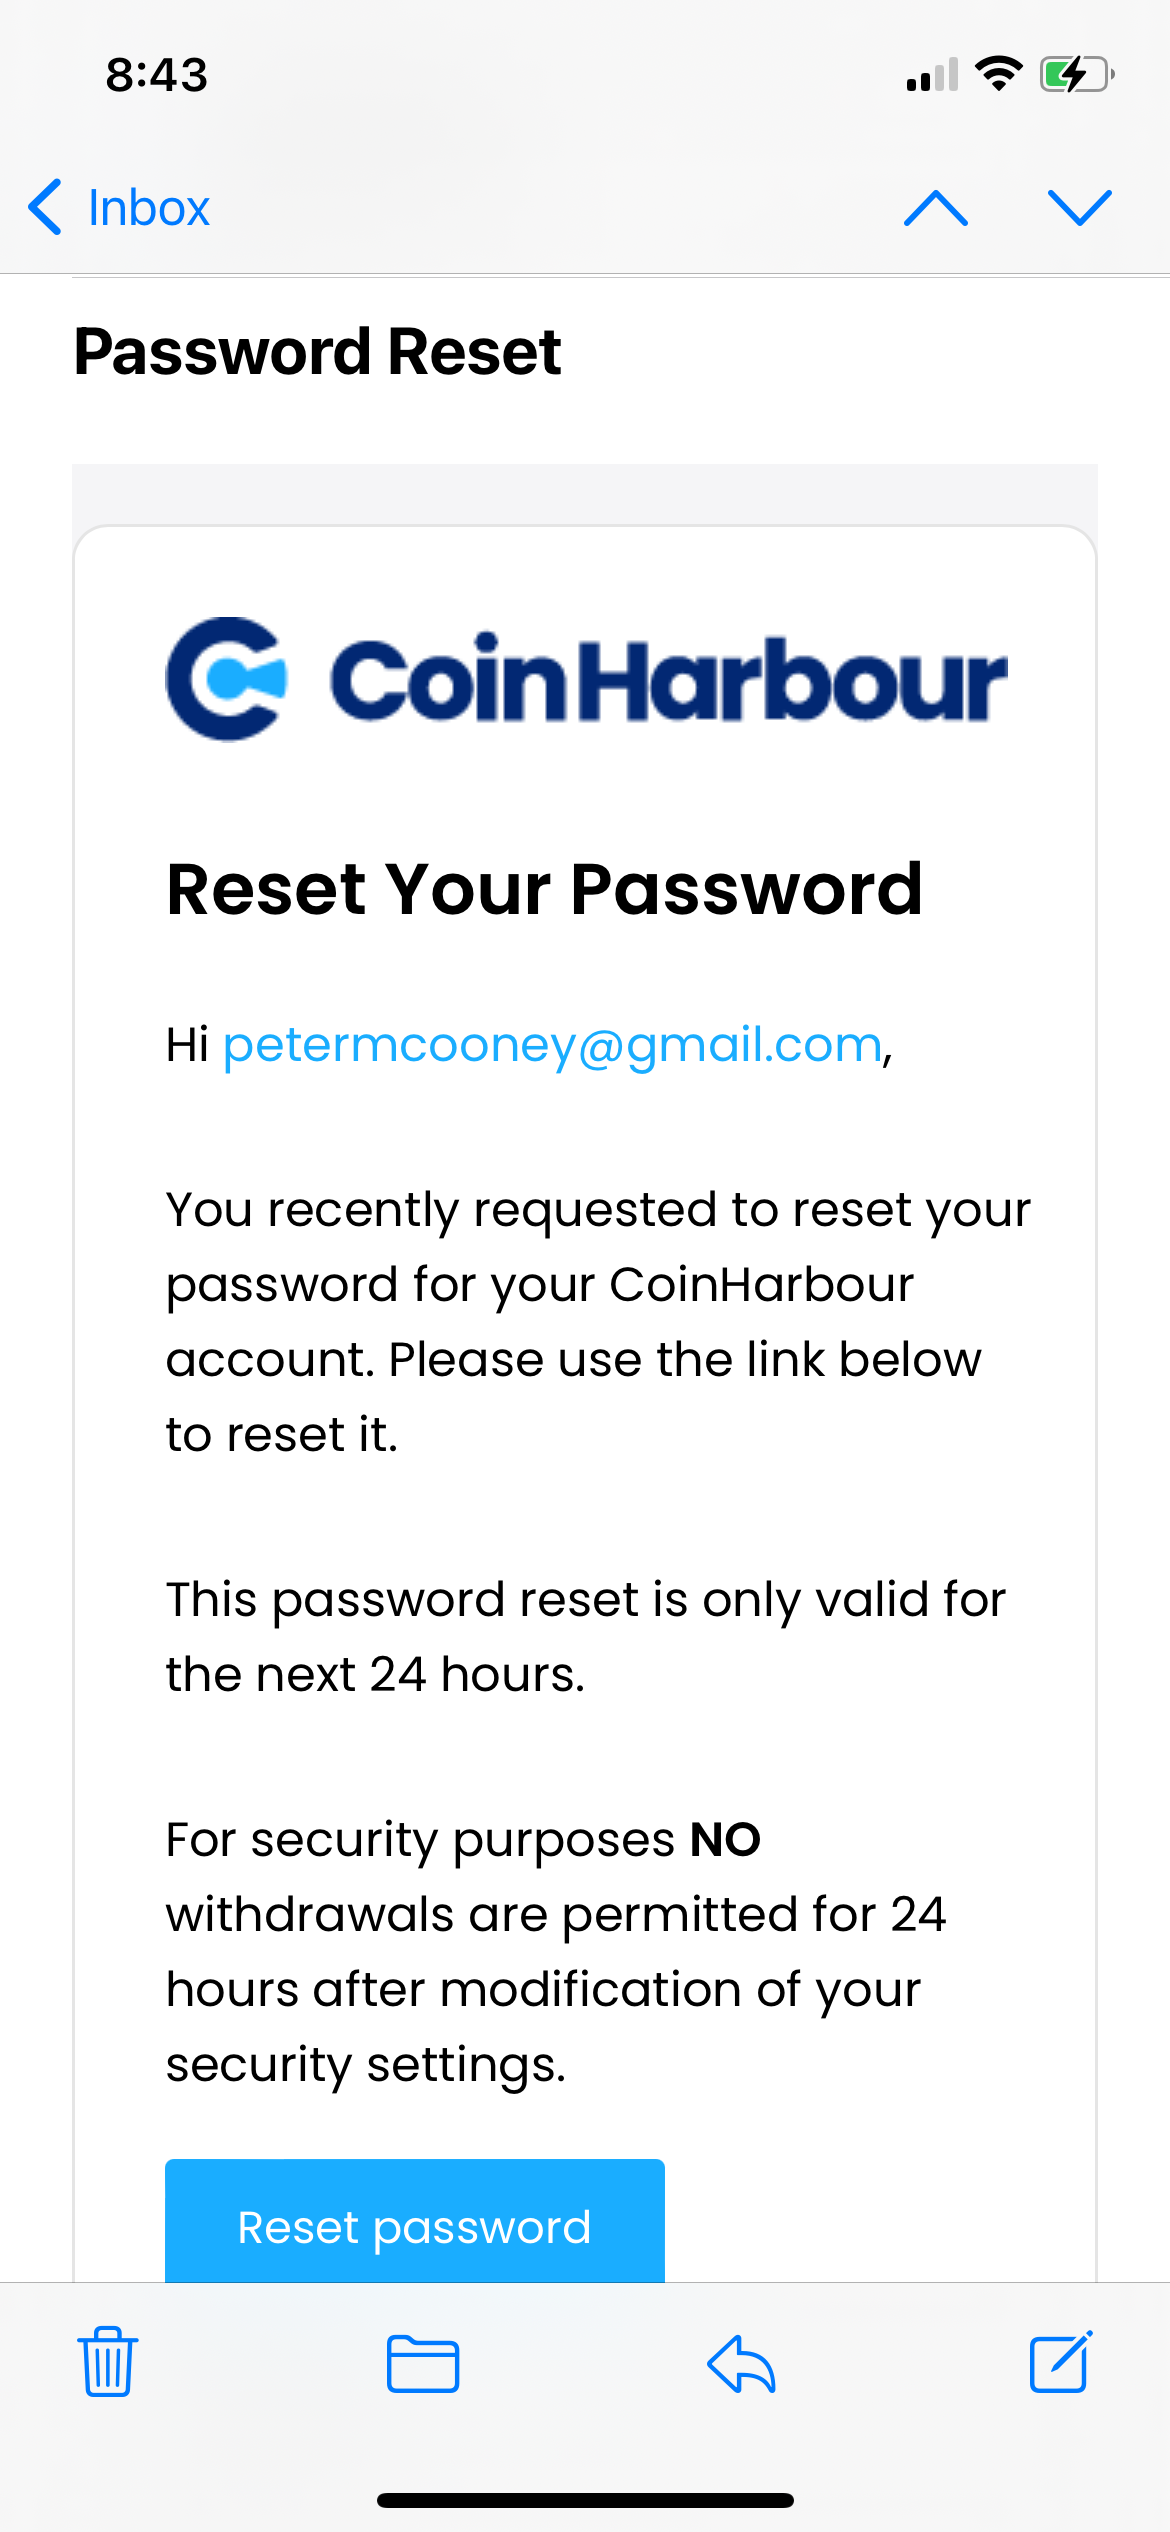 8:43
Inbox
Password Reset
CoinHarbour
Reset Your Password
Hi petermcooney@gmail.com,
You recently requested to reset your
password for your CoinHarbour
account. Please use the link below
to reset it.
This password reset is only valid for
the next 24 hours.
For security purposes NO
withdrawals are permitted for 24
hours after modification of your
security settings.
Reset password